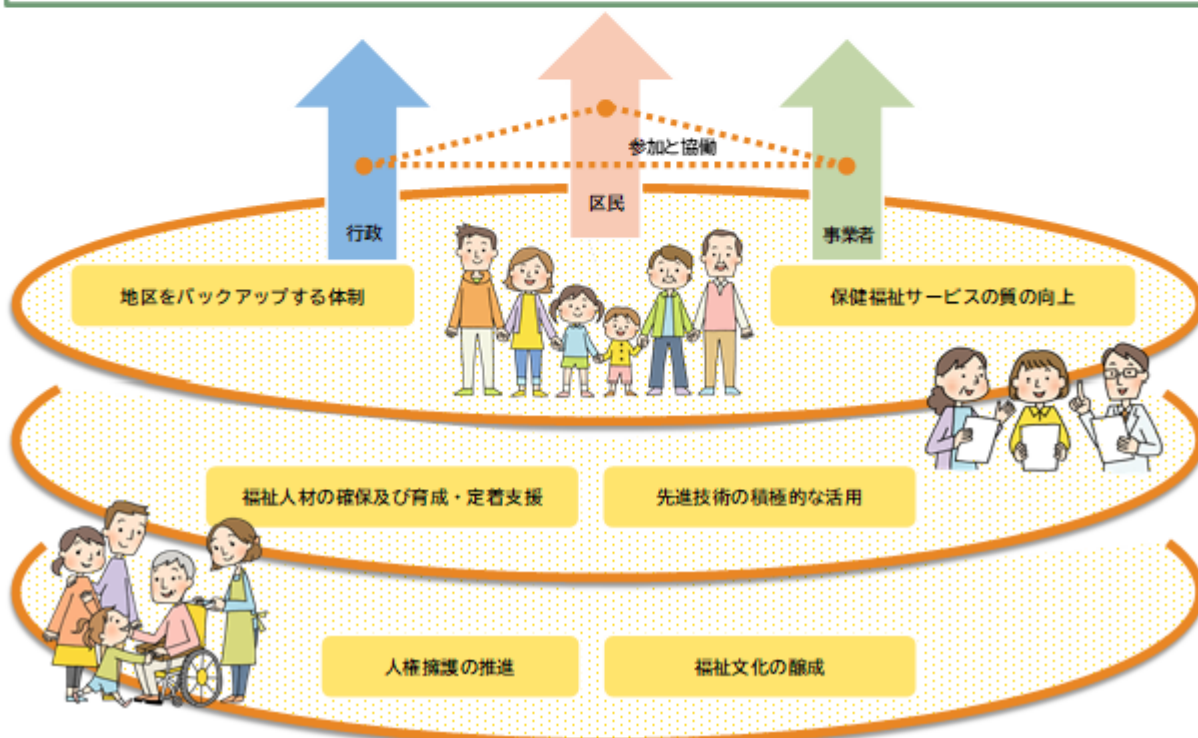 参加と協働
区民
行政
事業者
地区をバックアップする体制
保健福祉サービスの質の向上
福祉人材の確保及び育成・定着支援
先進技術の積極的な活用
人権擁護の推進
福祉文化の醸成